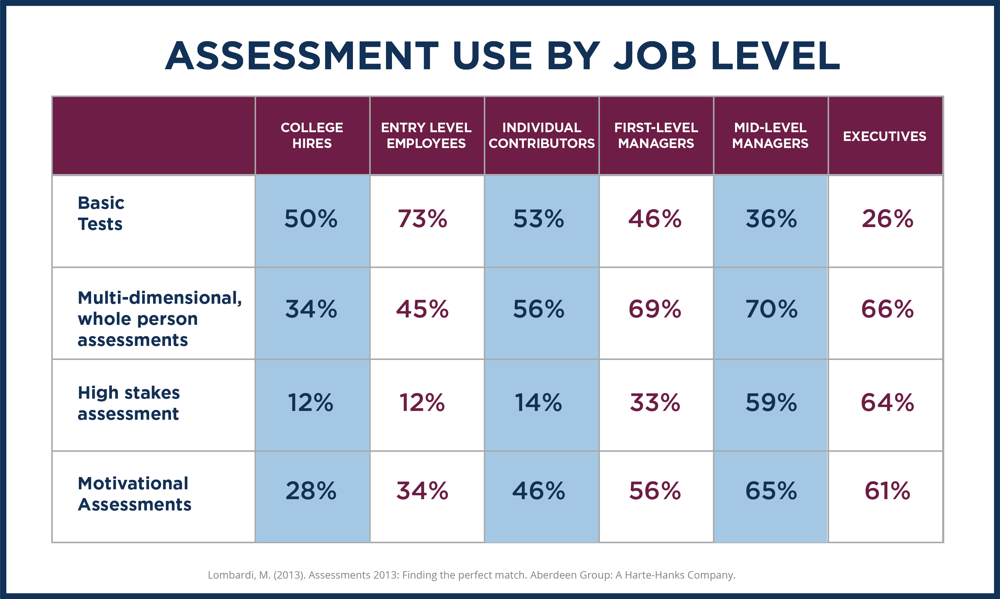 ASSESSMENT USE BY JOB LEVEL
COLLEGE
HIRES
ENTRY LEVEL
EMPLOYEES
INDIVIDUAL
CONTRIBUTORS
FIRST-LEVEL
MANAGERS
MID-LEVEL
MANAGERS
EXECUTIVES
Basic
Tests
50% 73% 53% 46% 36% 26%
Multi-dimensional,
whole person
assessments
34% 45% 56% 69% 70% 66%
High stakes
assessment
12% 12% 14% 33% 59% 64%
Motivational
Assessments
28% 34% 46% 56% 65% 61%
Lombardi, M. (2013). Assessments 2013: Finding the perfect match. Aberdeen Group: A Harte-Hanks Company.